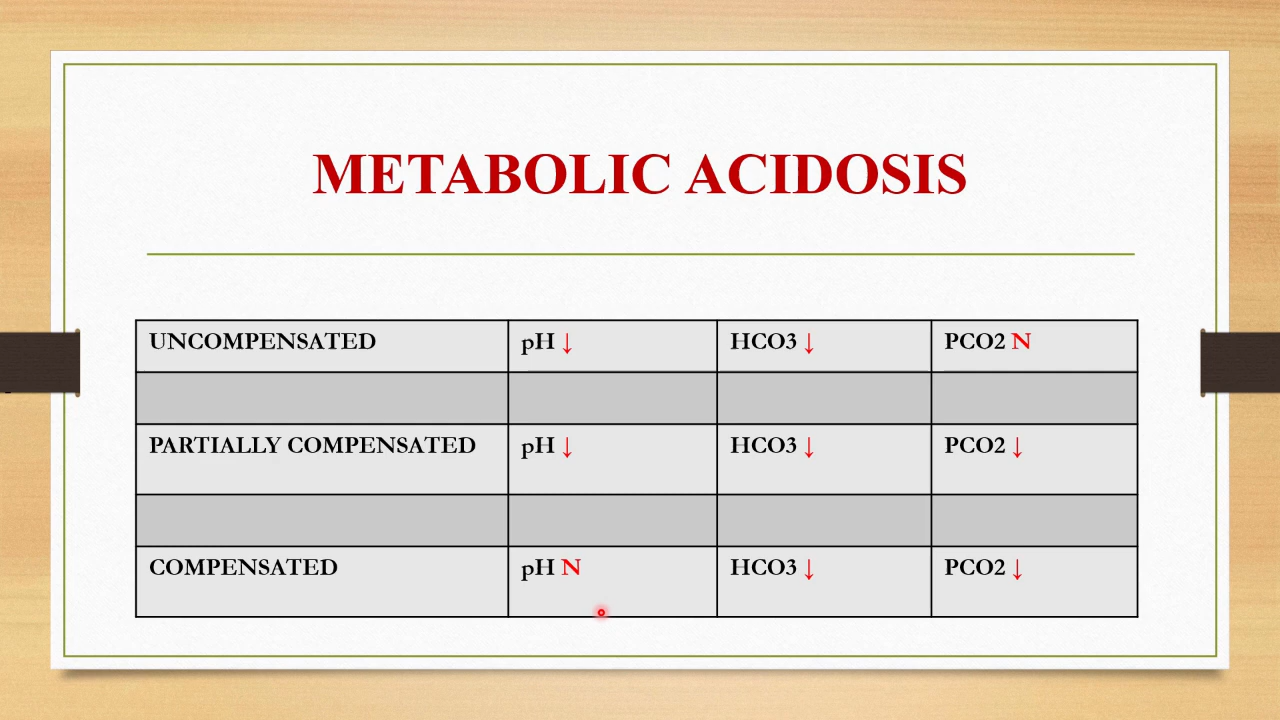 METABOLIC ACIDOSIS
UNCOMPENSATED pH ↓ HCO3 ↓ PCO2 N
PARTIALLY COMPENSATED pH ↓ HCO3 ↓ PCO2 ↓
COMPENSATED pH N HCO3 ↓ PCO2 ↓